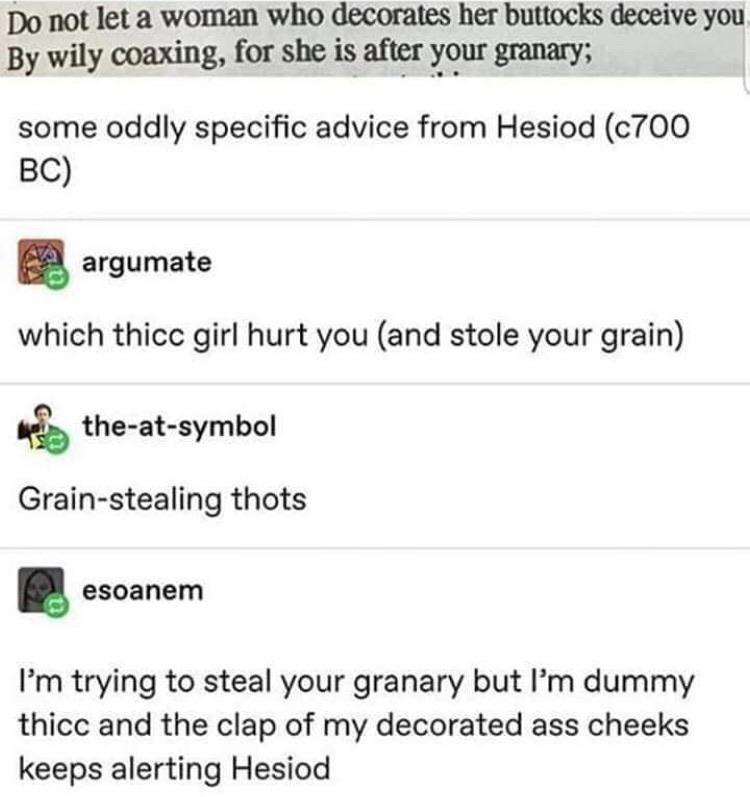 Do not let a woman who decorates her buttocks deceive you
By wily coaxing, for she is after your granary;
some oddly specific advice from Hesiod (c700
BC)
argumate
which thicc girl hurt you (and stole your grain)
the-at-symbol
Grain-stealing thots
esoanem
I'm trying to steal your granary but I'm dummy
thicc and the clap of my decorated ass cheeks
keeps alerting Hesiod